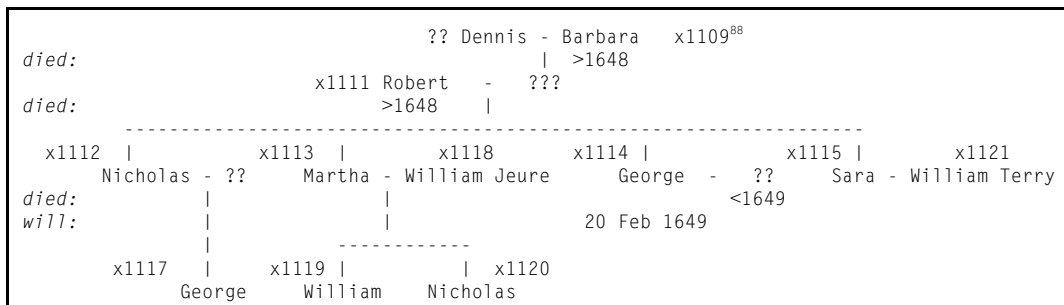 ?? Dennis - Barbara x1109⁸⁸
died: | >1648
x1111 Robert - ???
died: >1648 |
------------------------------------------------------------------
x1112 | x1113 | x1118 x1114 | x1115 | x1121
Nicholas - ?? Martha - William Jeure George - ?? Sara - William Terry
died: | | <1649
will: | | 20 Feb 1649
| ------------
x1117 | x1119 | | x1120
George William Nicholas